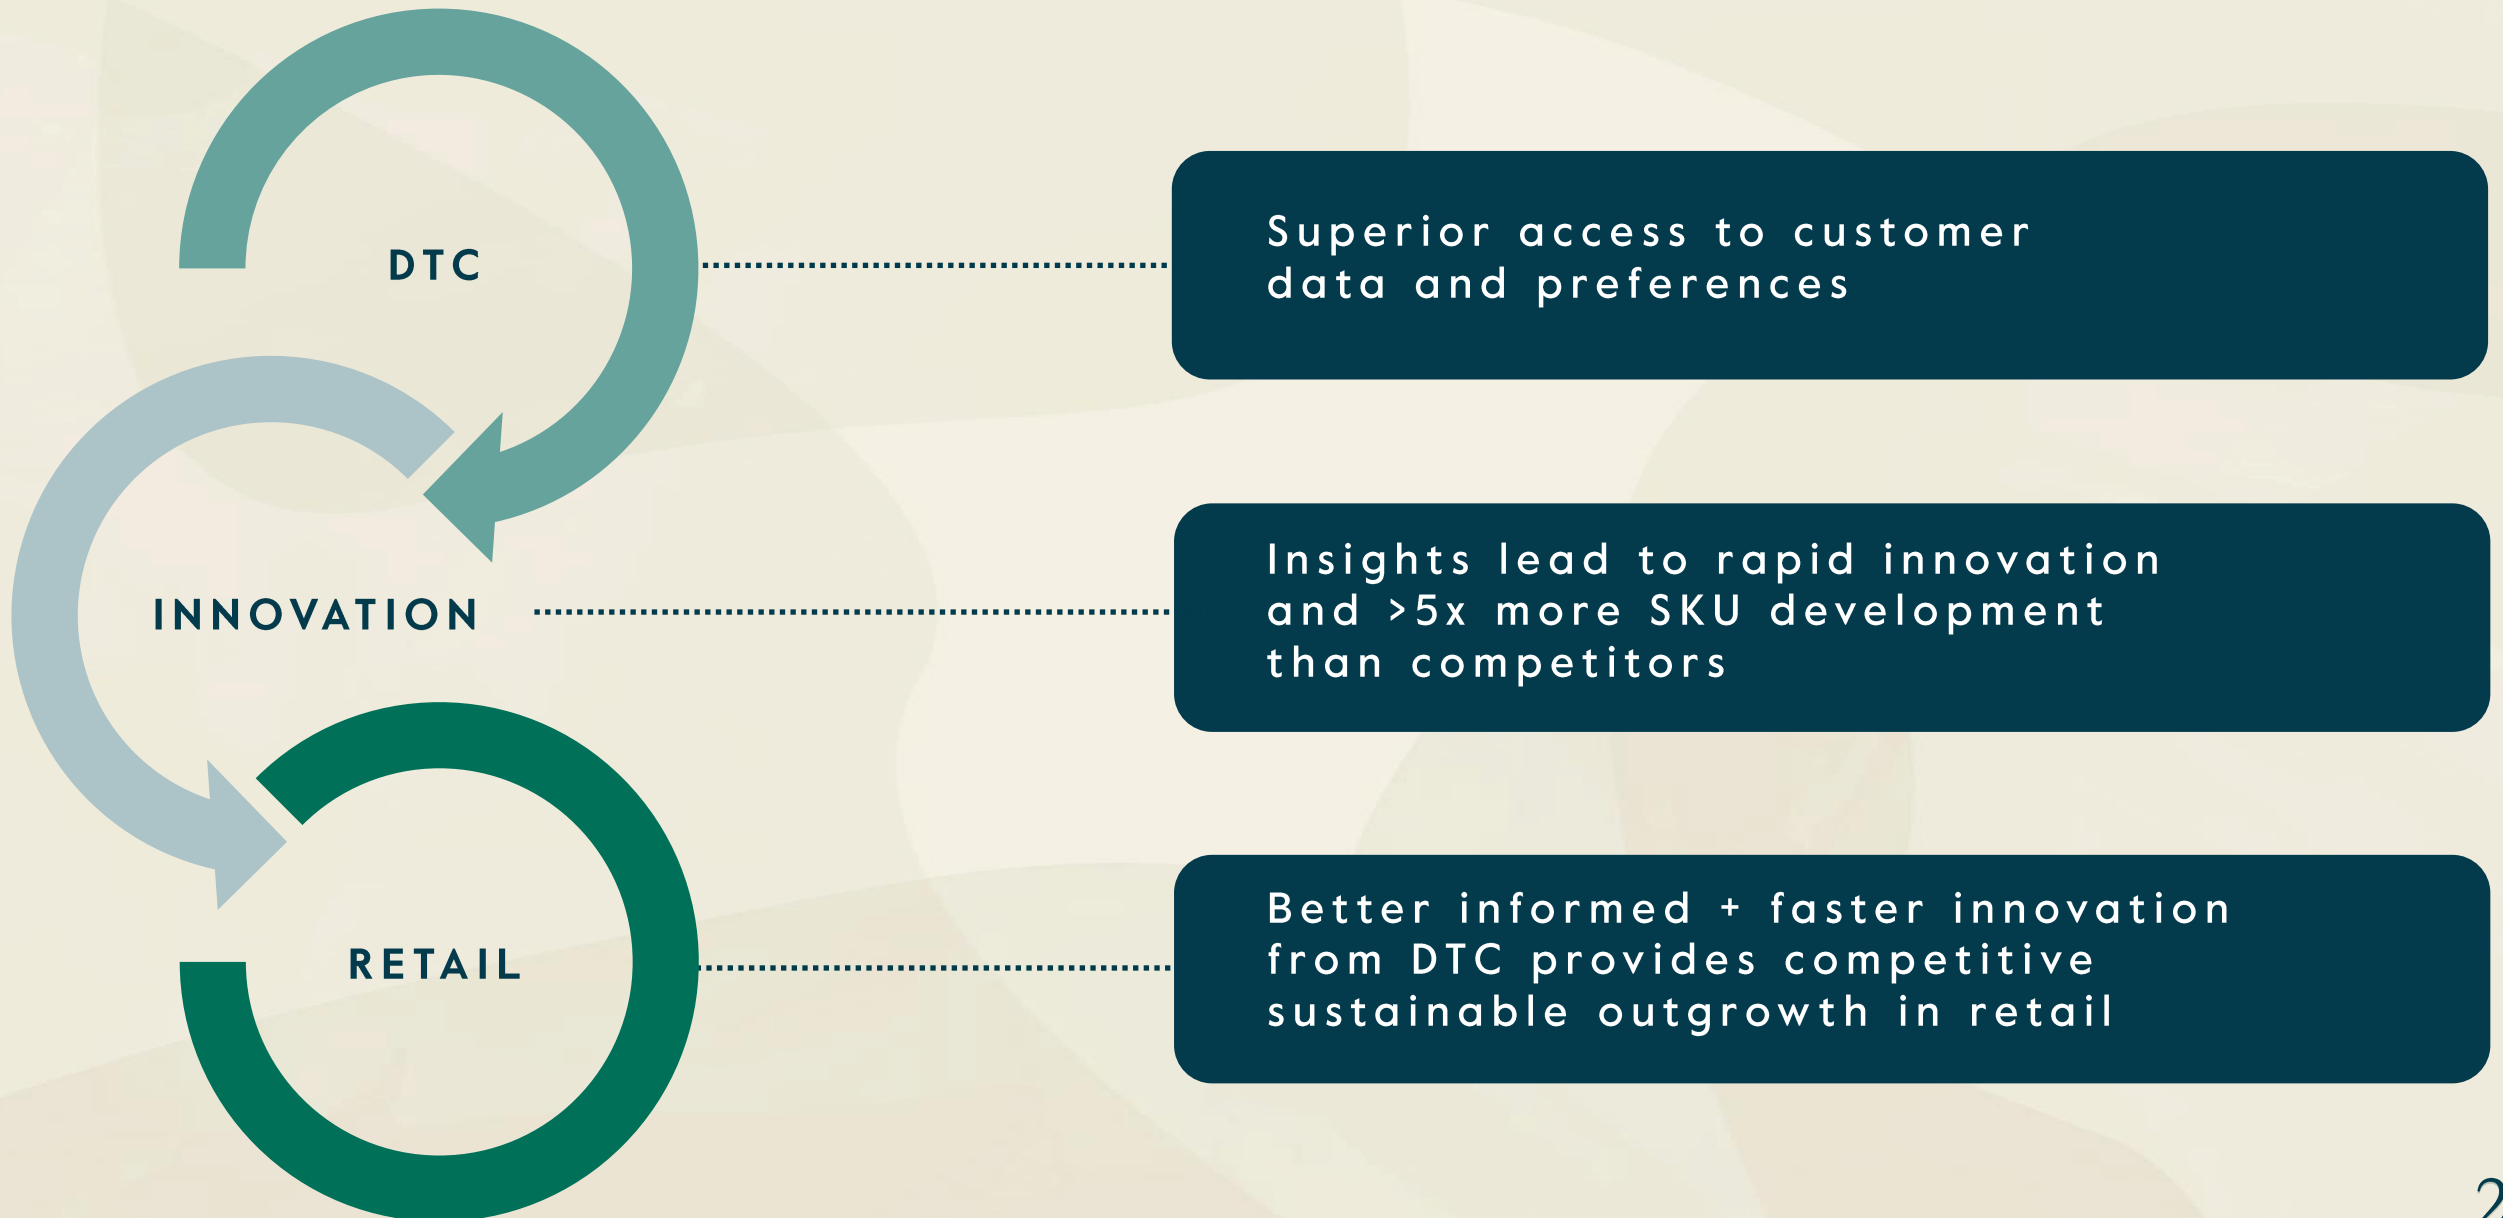 DTC
Superior access to customer
data and preferences
INNOVATION
Insights lead to rapid innovation
and >5x more SKU development
than competitors
RETAIL
Better informed + faster innovation
from DTC provides competitive
sustainable outgrowth in retail